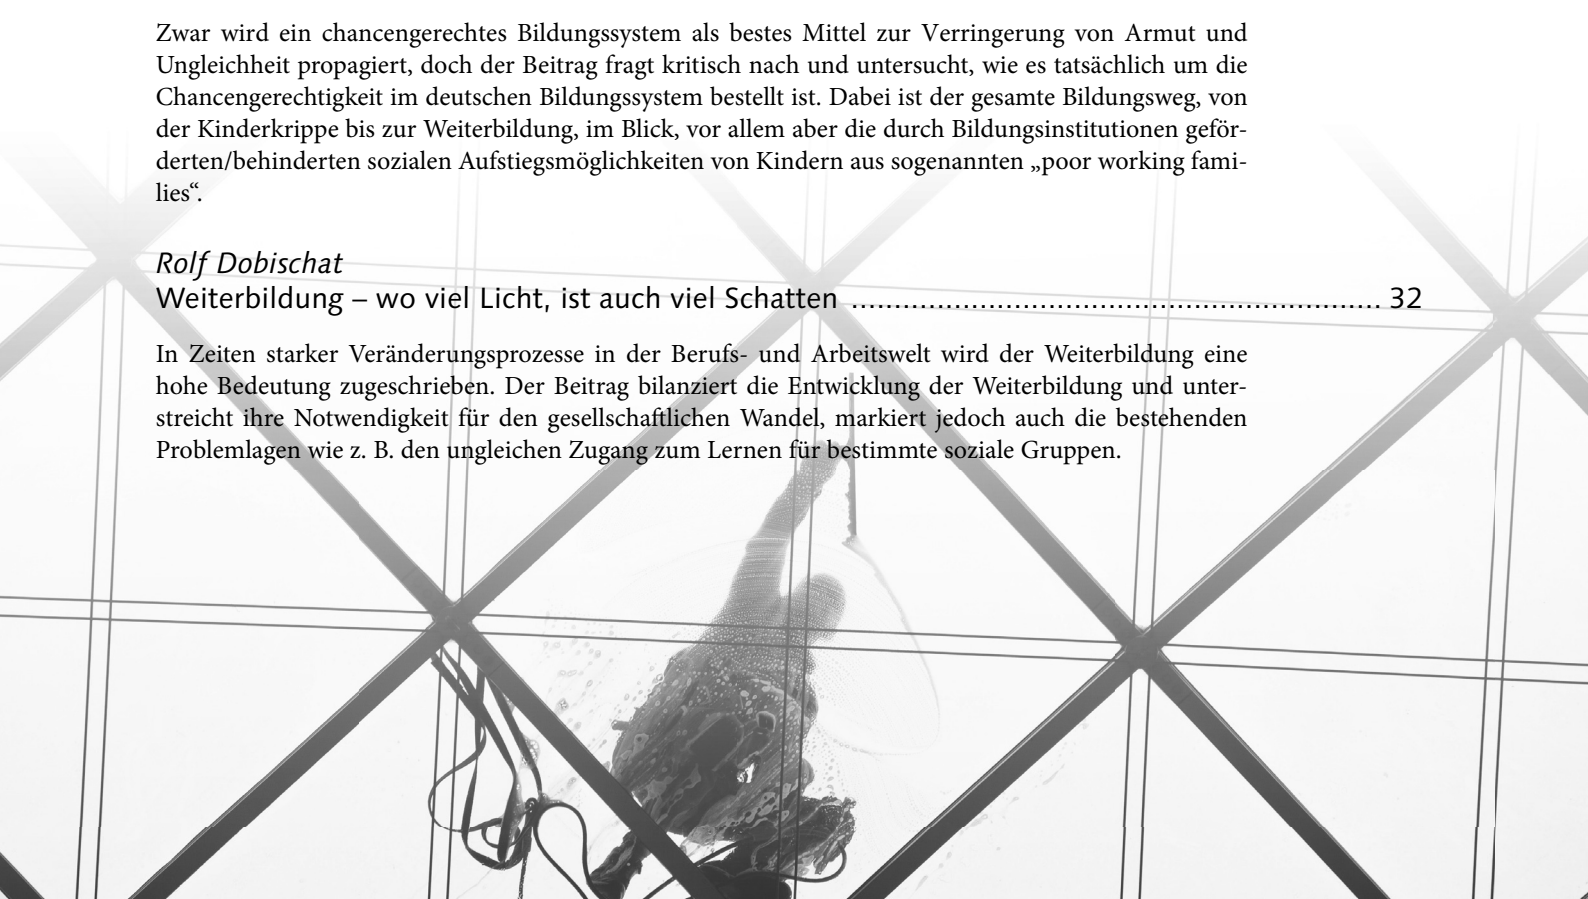 Zwar wird ein chancengerechtes Bildungssystem als bestes Mittel zur Verringerung von Armut und
Ungleichheit propagiert, doch der Beitrag fragt kritisch nach und untersucht, wie es tatsächlich um die
Chancengerechtigkeit im deutschen Bildungssystem bestellt ist. Dabei ist der gesamte Bildungsweg, von
der Kinderkrippe bis zur Weiterbildung, im Blick, vor allem aber die durch Bildungsinstitutionen geför-
derten/behinderten sozialen Aufstiegsmöglichkeiten von Kindern aus sogenannten „poor working fami-
lies“.
Rolf Dobischat
Weiterbildung – wo viel Licht, ist auch viel Schatten ............................................................... 32
In Zeiten starker Veränderungsprozesse in der Berufs- und Arbeitswelt wird der Weiterbildung eine
hohe Bedeutung zugeschrieben. Der Beitrag bilanziert die Entwicklung der Weiterbildung und unter-
streicht ihre Notwendigkeit für den gesellschaftlichen Wandel, markiert jedoch auch die bestehenden
Problemlagen wie z. B. den ungleichen Zugang zum Lernen für bestimmte soziale Gruppen.